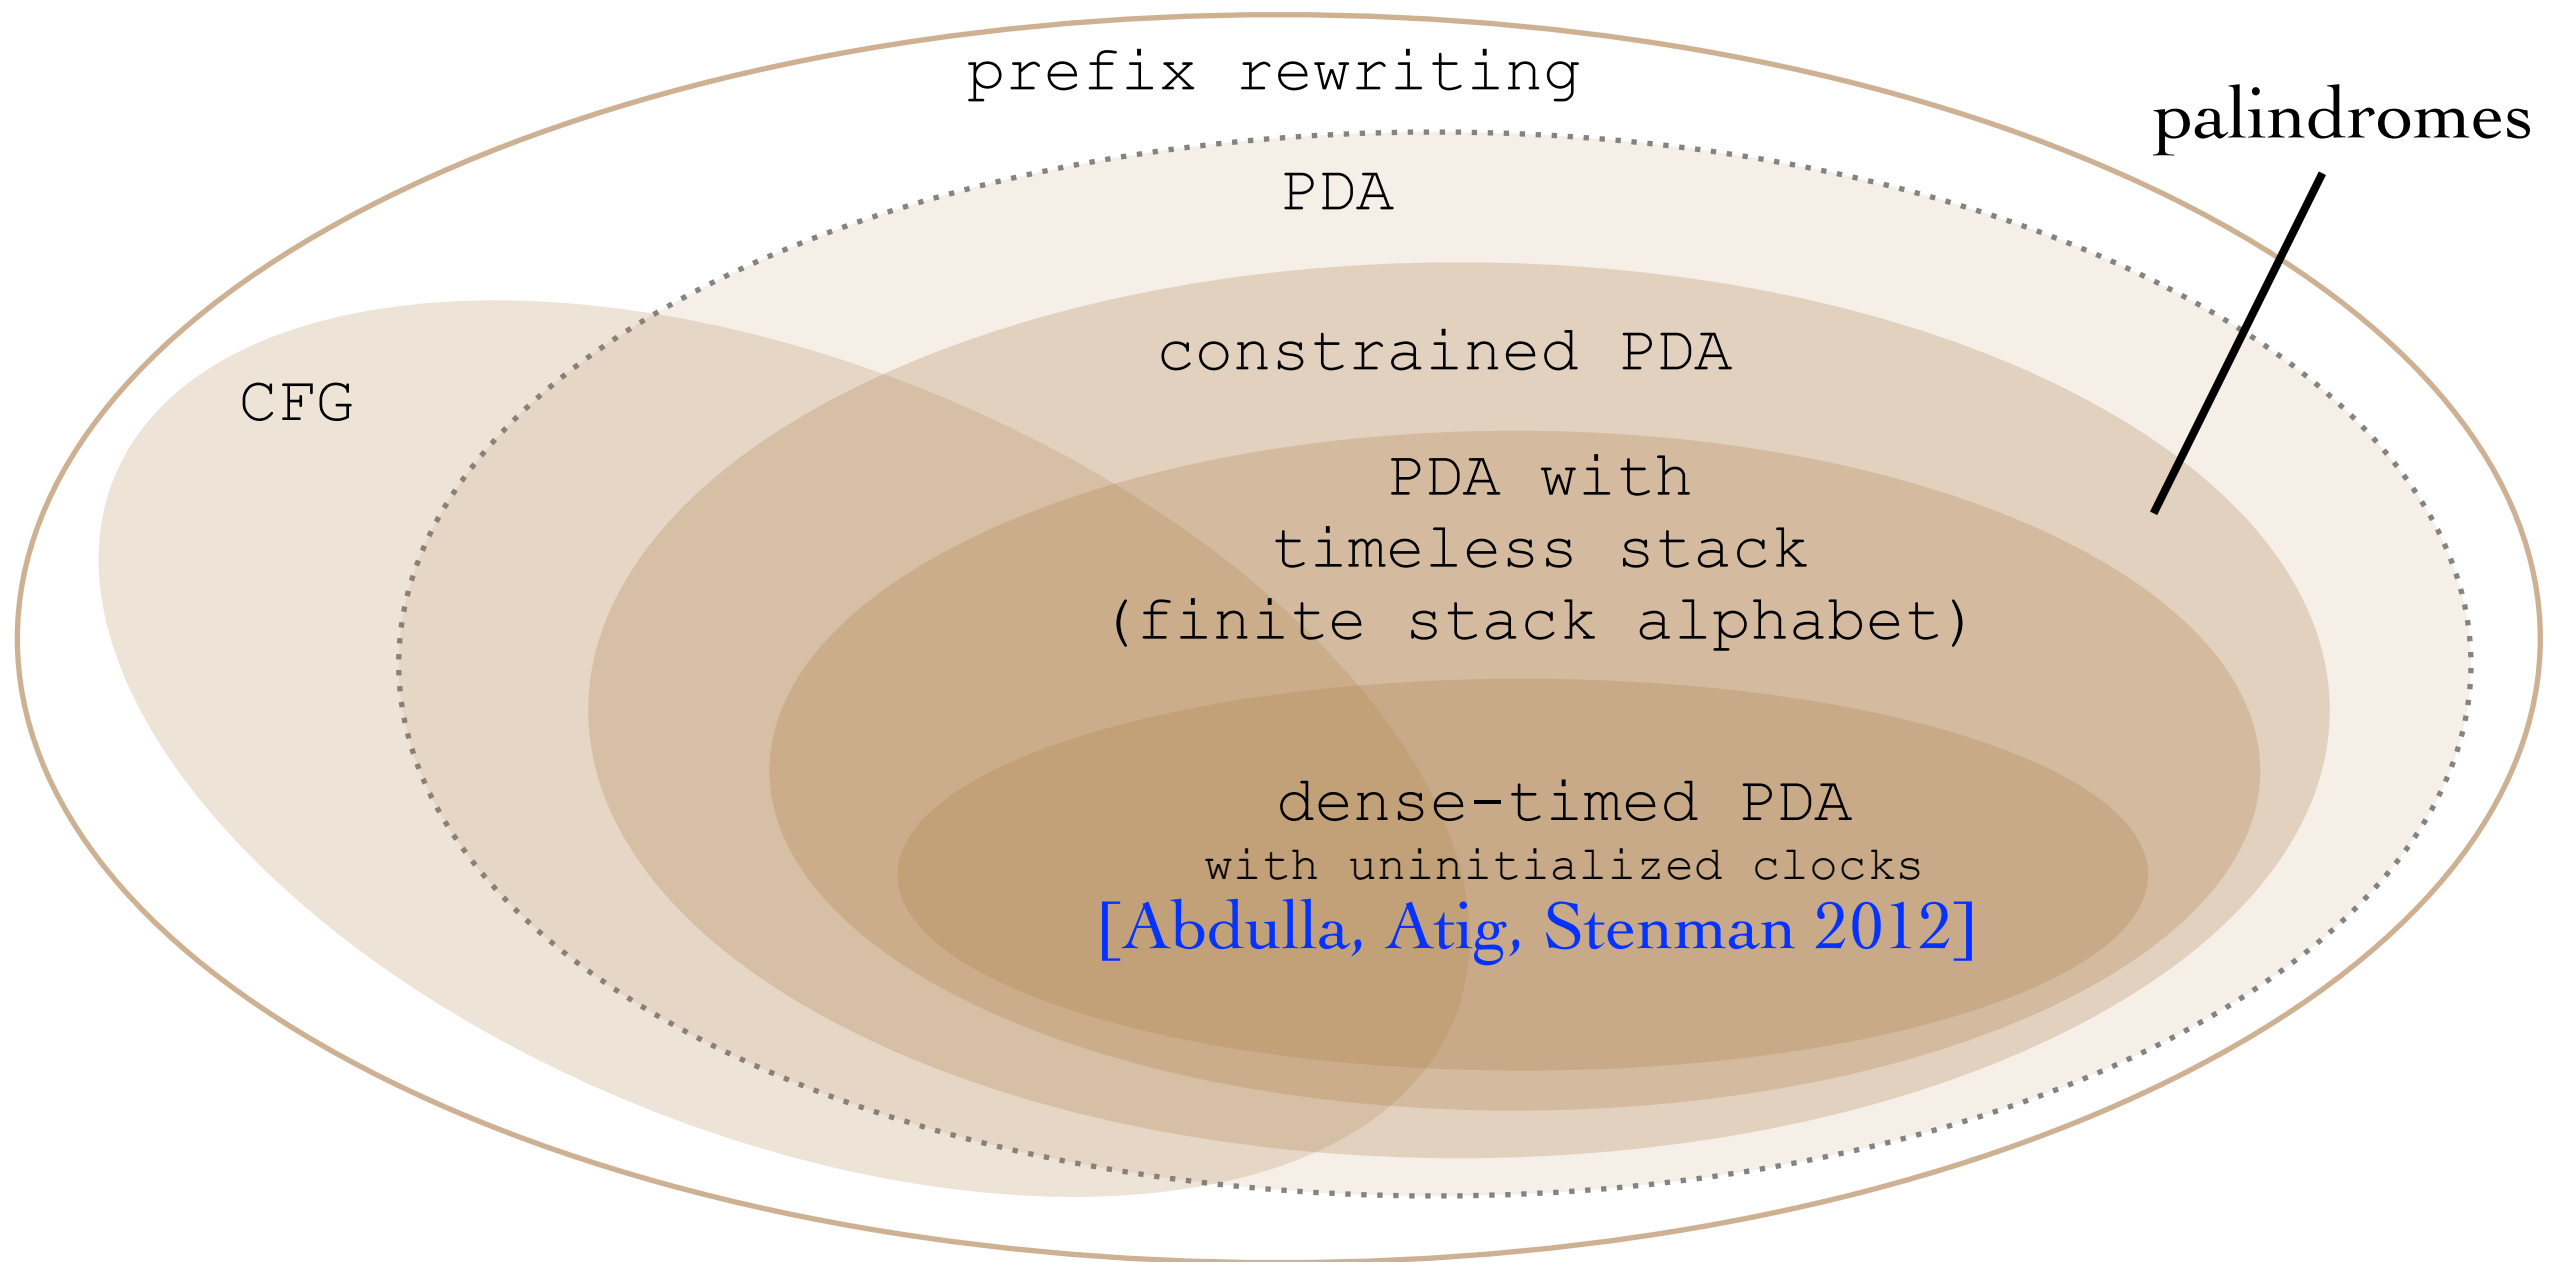 prefix rewriting
palindromes
PDA
constrained PDA
CFG
PDA with
timeless stack
(finite stack alphabet)
dense-timed PDA
with uninitialized clocks
[Abdulla, Atig, Stenman 2012]